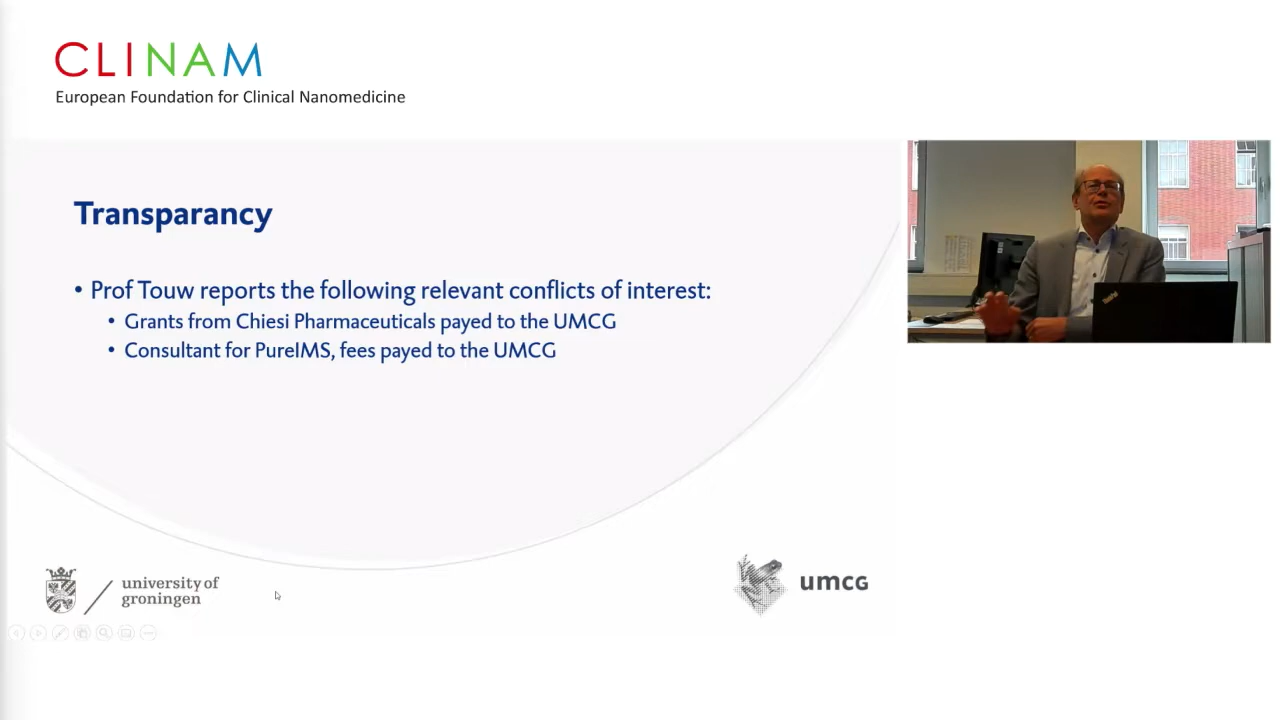 CLINAM
European Foundation for Clinical Nanomedicine
Transparancy
• Prof Touw reports the following relevant conflicts of interest:
• Grants from Chiesi Pharmaceuticals payed to the UMCG
• Consultant for PureIMS, fees payed to the UMCG
university of
groningen
umcg